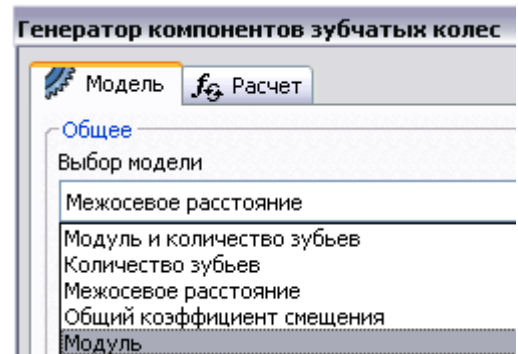 Генератор компонентов зубчатых колес
Модель
Расчет
Общее
Выбор модели
Межосевое расстояние
Модуль и количество зубьев
Количество зубьев
Межосевое расстояние
Общий коэффициент смещения
Модуль